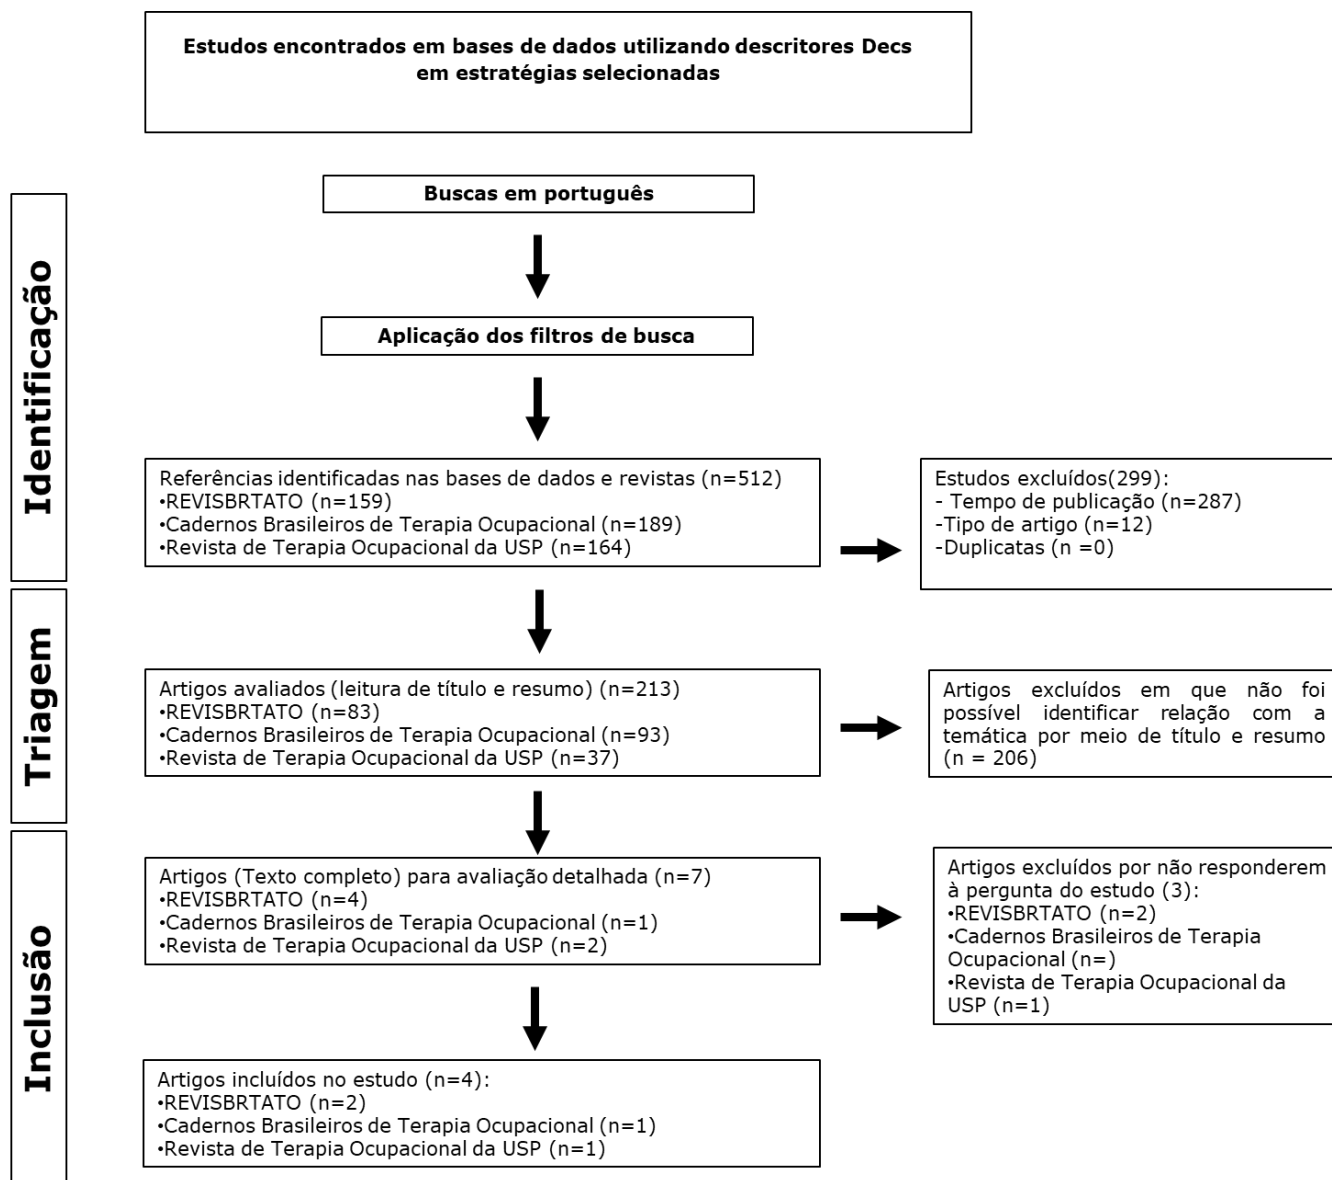 Estudos encontrados em bases de dados utilizando descritores Decs
em estratégias selecionadas
Buscas em português
Aplicação dos filtros de busca
Identificação
Referências identificadas nas bases de dados e revistas (n=512)
•REVISBRTATO (n=159)
•Cadernos Brasileiros de Terapia Ocupacional (n=189)
•Revista de Terapia Ocupacional da USP (n=164)
Estudos excluídos(299):
- Tempo de publicação (n=287)
-Tipo de artigo (n=12)
-Duplicatas (n =0)
Triagem
Artigos avaliados (leitura de título e resumo) (n=213)
•REVISBRTATO (n=83)
•Cadernos Brasileiros de Terapia Ocupacional (n=93)
•Revista de Terapia Ocupacional da USP (n=37)
Artigos excluídos em que não foi
possível identificar relação com a
temática por meio de título e resumo
(n = 206)
Inclusão
Artigos (Texto completo) para avaliação detalhada (n=7)
•REVISBRTATO (n=4)
•Cadernos Brasileiros de Terapia Ocupacional (n=1)
•Revista de Terapia Ocupacional da USP (n=2)
Artigos excluídos por não responderem
à pergunta do estudo (3):
•REVISBRTATO (n=2)
•Cadernos Brasileiros de Terapia
Ocupacional (n=)
•Revista de Terapia Ocupacional da
USP (n=1)
Artigos incluídos no estudo (n=4):
•REVISBRTATO (n=2)
•Cadernos Brasileiros de Terapia Ocupacional (n=1)
•Revista de Terapia Ocupacional da USP (n=1)